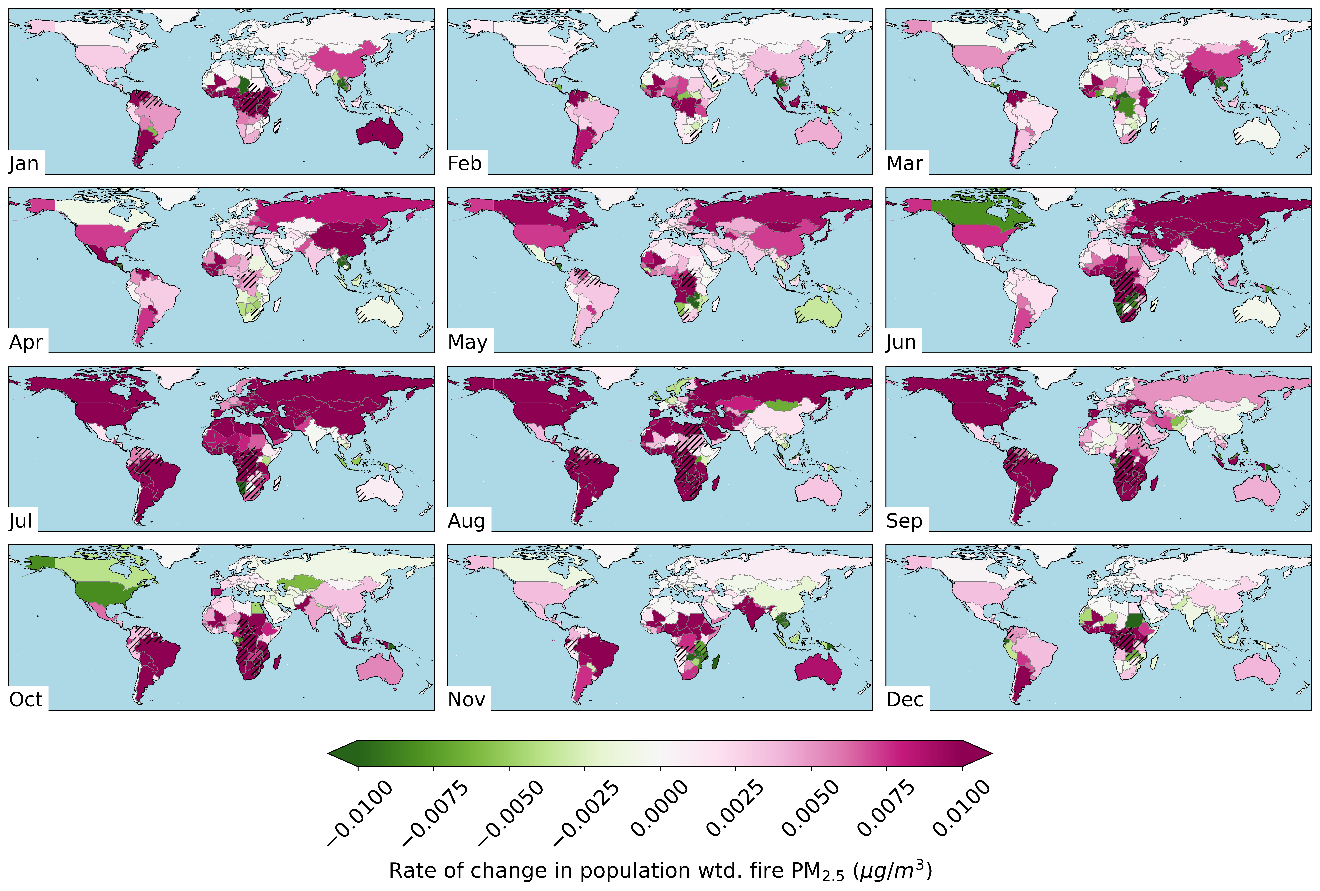 Jan
Feb
Mar
Apr
May
Jun
Jul
Aug
Sep
Oct
Nov
Dec
−0.0100
−0.0075
−0.0050
−0.0025
0.0000
0.0025
0.0050
0.0075
0.0100
Rate of change in population wtd. fire PM₂.₅ (μg/m³)